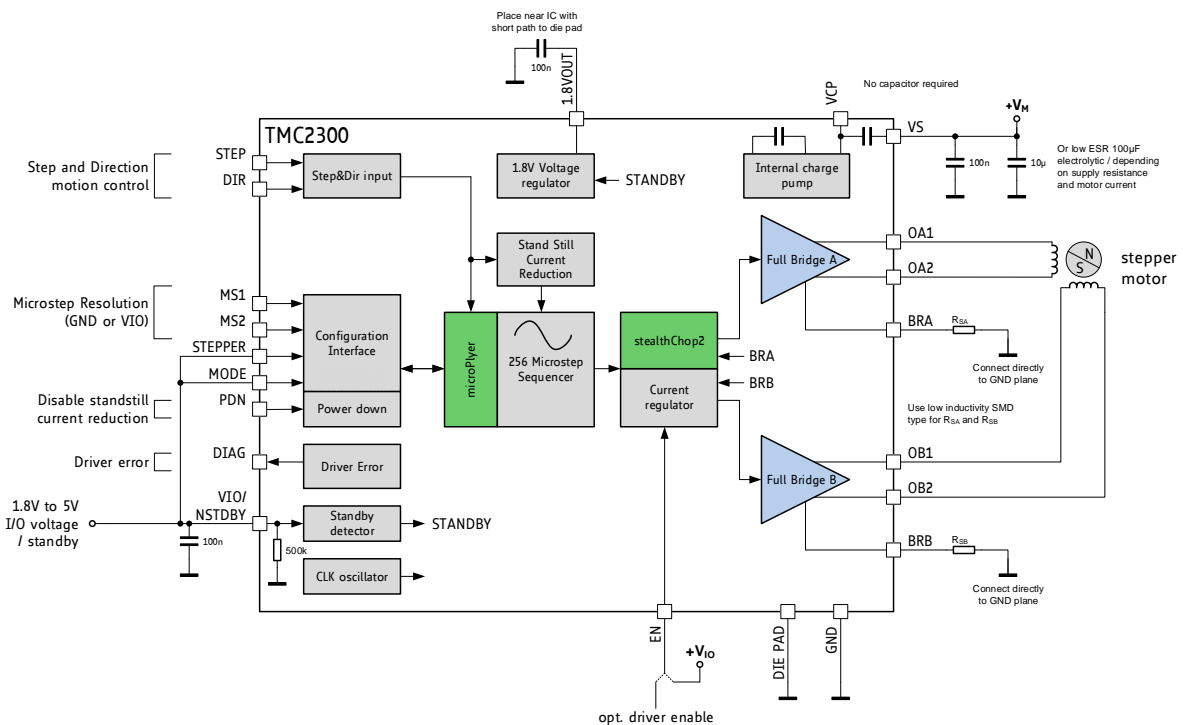 Place near IC with
short path to die pad
100n
1.8VOUT
VCP
No capacitor required
+VM
VS
100n
10µ
Or low ESR 100µF
electrolytic / depending
on supply resistance
and motor current
TMC2300
Step and Direction
motion control
STEP
DIR
Step&Dir input
1.8V Voltage
regulator
STANDBY
Internal charge
pump
Stand Still
Current
Reduction
Full Bridge A
OA1
OA2
N
S
stepper
motor
Microstep Resolution
(GND or VIO)
MS1
MS2
STEPPER
MODE
PDN
Configuration
Interface
Power down
microPlyer
256 Microstep
Sequencer
stealthChop2
BRA
BRB
Current
regulator
BRA
RSA
Connect directly
to GND plane
Use low inductivity SMD
type for RSA and RSB
Disable standstill
current reduction
Driver error
DIAG
Driver Error
Full Bridge B
OB1
OB2
1.8V to 5V
I/O voltage
/ standby
VIO/
NSTDBY
100n
500k
Standby
detector
STANDBY
CLK oscillator
BRB
RSB
Connect directly
to GND plane
EN
+VIO
opt. driver enable
DIE PAD
GND